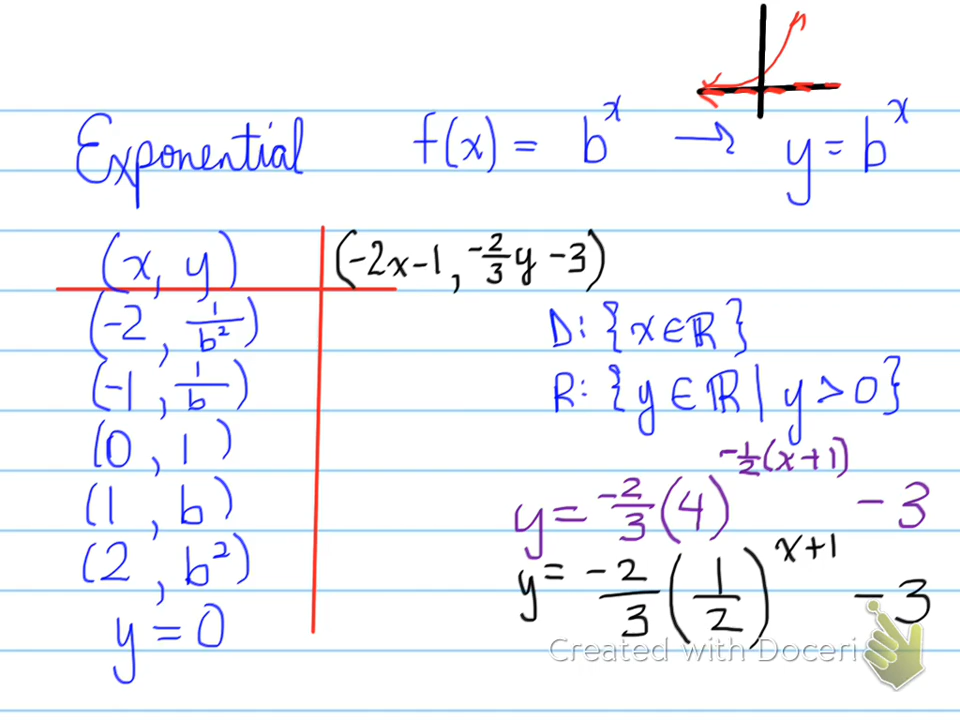 Exponential f(x) = b^x → y = b^x
(x, y) (-2x-1, -2/3 y -3)
(-2, 1/b²)
D: {x∈ℝ}
(-1, 1/b)
R: {y∈ℝ | y>0}
(0, 1)
(1, b)
y = -2/3 (4)^(-1/2(x+1)) - 3
(2, b²)
y = -2/3 (1/2)^(x+1) - 3
y = 0
Created with Doceri